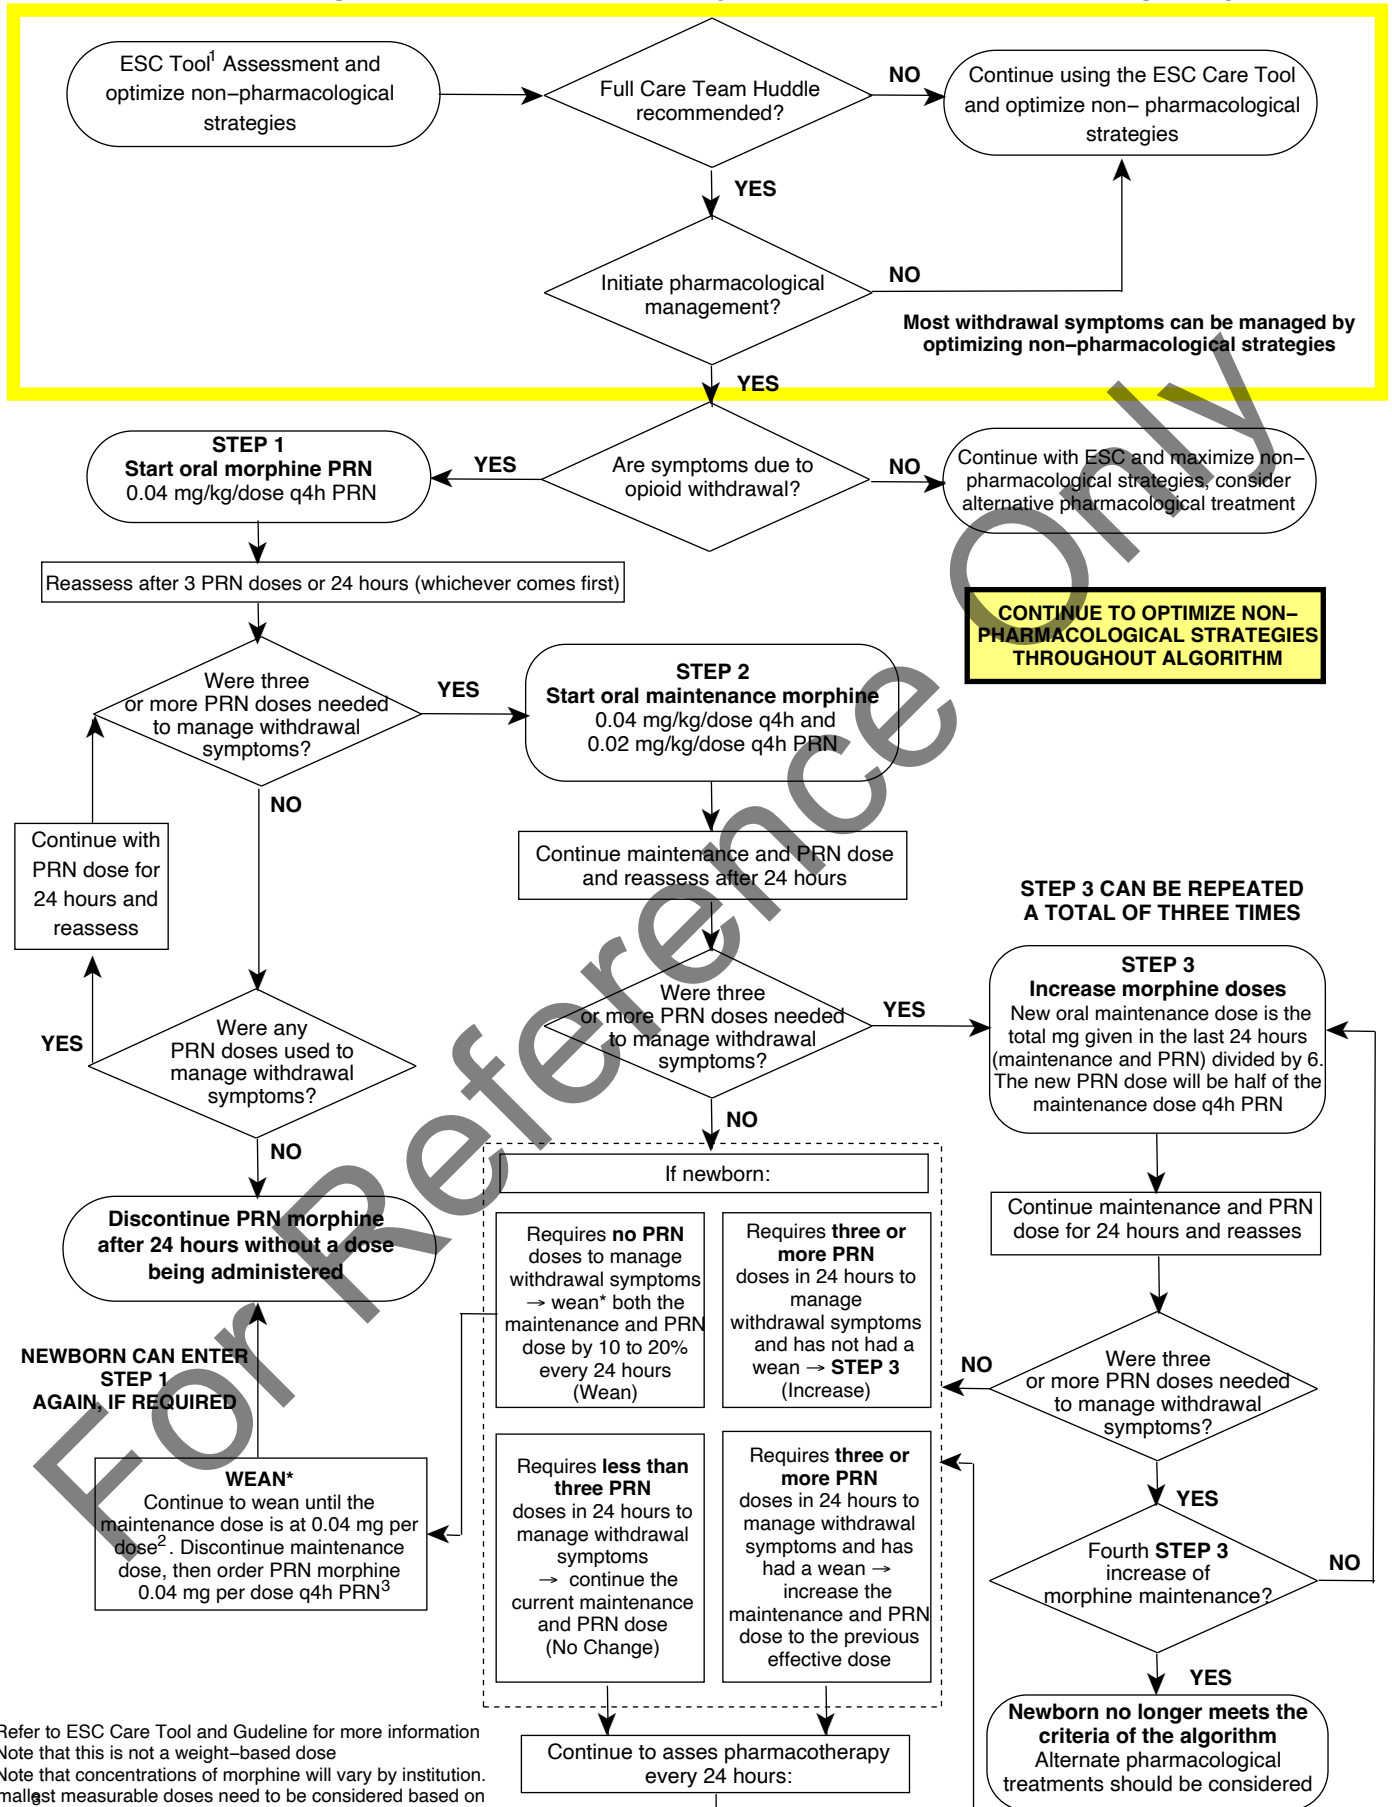 ESC Tool1 Assessment and
optimize non–pharmacological
strategies
Full Care Team Huddle
recommended?
NO
Continue using the ESC Care Tool
and optimize non– pharmacological
strategies
YES
Initiate pharmacological
management?
NO
Most withdrawal symptoms can be managed by
optimizing non–pharmacological strategies
YES
STEP 1
Start oral morphine PRN
0.04 mg/kg/dose q4h PRN
YES
Are symptoms due to
opioid withdrawal?
NO
Continue with ESC and maximize non–
pharmacological strategies, consider
alternative pharmacological treatment
Reassess after 3 PRN doses or 24 hours (whichever comes first)
CONTINUE TO OPTIMIZE NON–
PHARMACOLOGICAL STRATEGIES
THROUGHOUT ALGORITHM
Were three
or more PRN doses needed
to manage withdrawal
symptoms?
YES
STEP 2
Start oral maintenance morphine
0.04 mg/kg/dose q4h and
0.02 mg/kg/dose q4h PRN
NO
Continue with
PRN dose for
24 hours and
reassess
Continue maintenance and PRN dose
and reassess after 24 hours
STEP 3 CAN BE REPEATED
A TOTAL OF THREE TIMES
YES
Were any
PRN doses used to
manage withdrawal
symptoms?
Were three
or more PRN doses needed
to manage withdrawal
symptoms?
YES
STEP 3
Increase morphine doses
New oral maintenance dose is the
total mg given in the last 24 hours
(maintenance and PRN) divided by 6.
The new PRN dose will be half of the
maintenance dose q4h PRN
NO
NO
If newborn:
Discontinue PRN morphine
after 24 hours without a dose
being administered
Requires no PRN
doses to manage
withdrawal symptoms
→ wean* both the
maintenance and PRN
dose by 10 to 20%
every 24 hours
(Wean)
Requires three or
more PRN
doses in 24 hours to
manage
withdrawal symptoms
and has not had a
wean → STEP 3
(Increase)
Continue maintenance and PRN
dose for 24 hours and reasses
NEWBORN CAN ENTER
STEP 1
AGAIN, IF REQUIRED
NO
Were three
or more PRN doses needed
to manage withdrawal
symptoms?
WEAN*
Continue to wean until the
maintenance dose is at 0.04 mg per
dose2. Discontinue maintenance
dose, then order PRN morphine
0.04 mg per dose q4h PRN3
Requires less than
three PRN
doses in 24 hours to
manage withdrawal
symptoms
→ continue the
current maintenance
and PRN dose
(No Change)
Requires three or
more PRN
doses in 24 hours to
manage withdrawal
symptoms and has
had a wean →
increase the
maintenance and PRN
dose to the previous
effective dose
YES
Fourth STEP 3
increase of
morphine maintenance?
NO
YES
Newborn no longer meets the
criteria of the algorithm
Alternate pharmacological
treatments should be considered
Continue to asses pharmacotherapy
every 24 hours:
Refer to ESC Care Tool and Gudeline for more information
Note that this is not a weight–based dose
Note that concentrations of morphine will vary by institution.
measurable doses need to be considered based on
For Reference Only